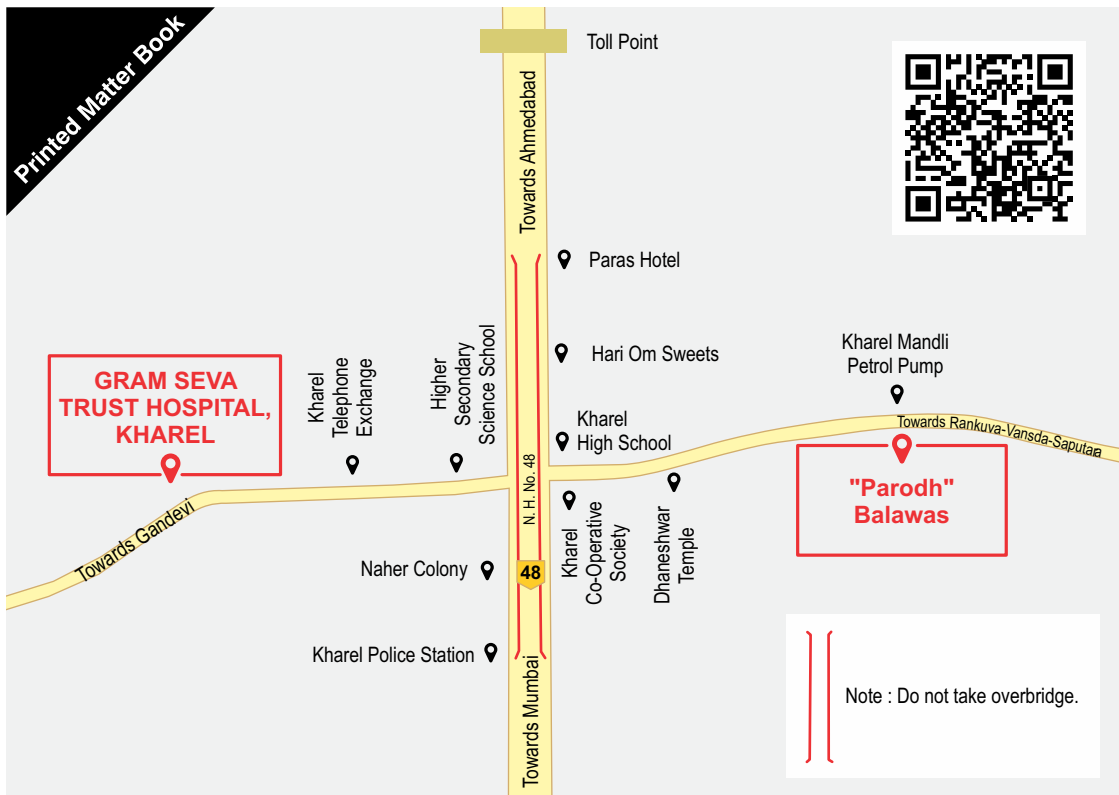 Printed Matter Book
Toll Point
Towards Ahmedabad
Paras Hotel
Hari Om Sweets
Kharel Mandli
Petrol Pump
GRAM SEVA
TRUST HOSPITAL,
KHAREL
Kharel
Telephone
Exchange
Higher
Secondary
Science School
Kharel
High School
Towards Rankuva-Vansda-Saputara
N. H. No. 48
"Parodh"
Balawas
Towards Gandevi
Kharel
Co-Operative
Society
Dhaneshwar
Temple
Naher Colony
48
Kharel Police Station
Towards Mumbai
Note : Do not take overbridge.